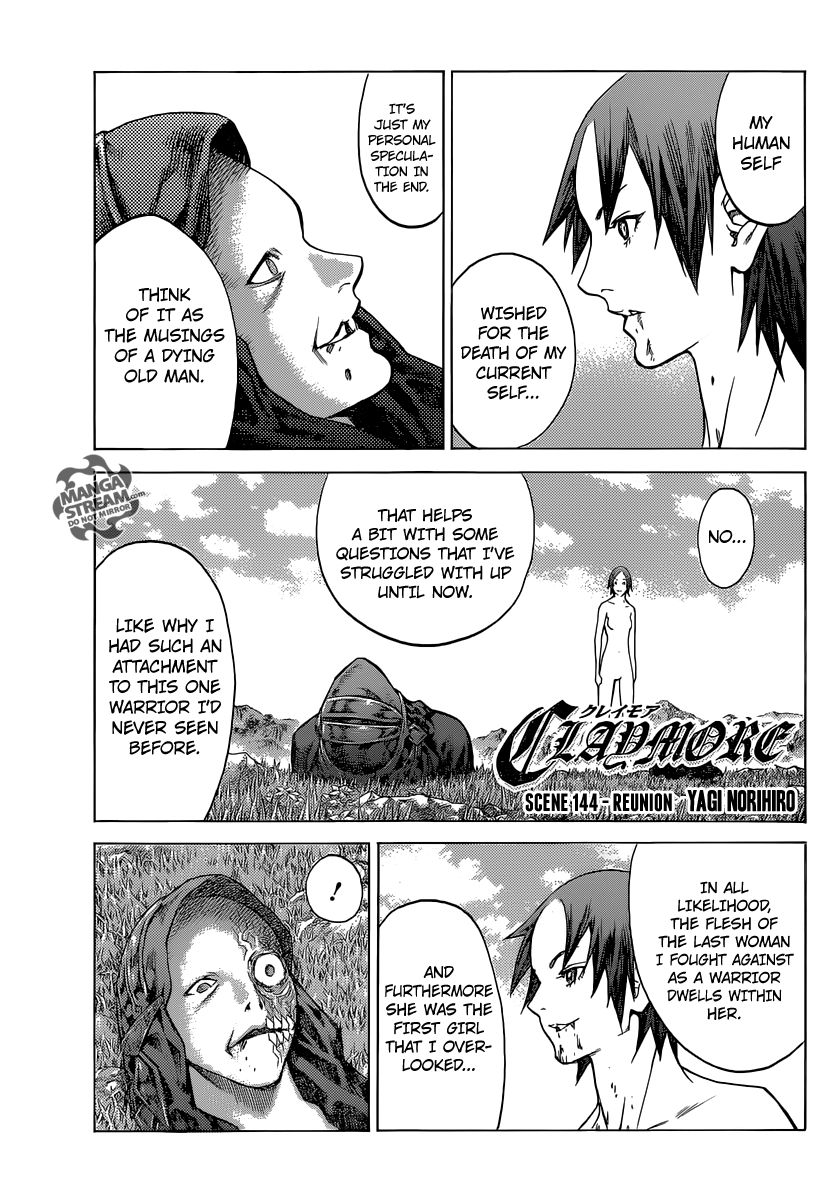 MY
HUMAN
SELF
WISHED
FOR THE
DEATH OF MY
CURRENT
SELF...
IT'S
JUST MY
PERSONAL
SPECULA-
TION IN
THE END.
THINK
OF IT AS
THE MUSINGS
OF A DYING
OLD MAN.
NO...
THAT HELPS
A BIT WITH SOME
QUESTIONS THAT I'VE
STRUGGLED WITH UP
UNTIL NOW.
LIKE WHY I
HAD SUCH AN
ATTACHMENT
TO THIS ONE
WARRIOR I'D
NEVER SEEN
BEFORE.
MANGA
STREAM.com
DO NOT MIRROR
クレイモア
CLAYMORE
SCENE 144 - REUNION YAGI NORIHIRO
IN ALL
LIKELIHOOD,
THE FLESH OF
THE LAST WOMAN
I FOUGHT AGAINST
AS A WARRIOR
DWELLS WITHIN
HER.
AND
FURTHERMORE
SHE WAS THE
FIRST GIRL
THAT I OVER-
LOOKED...
!